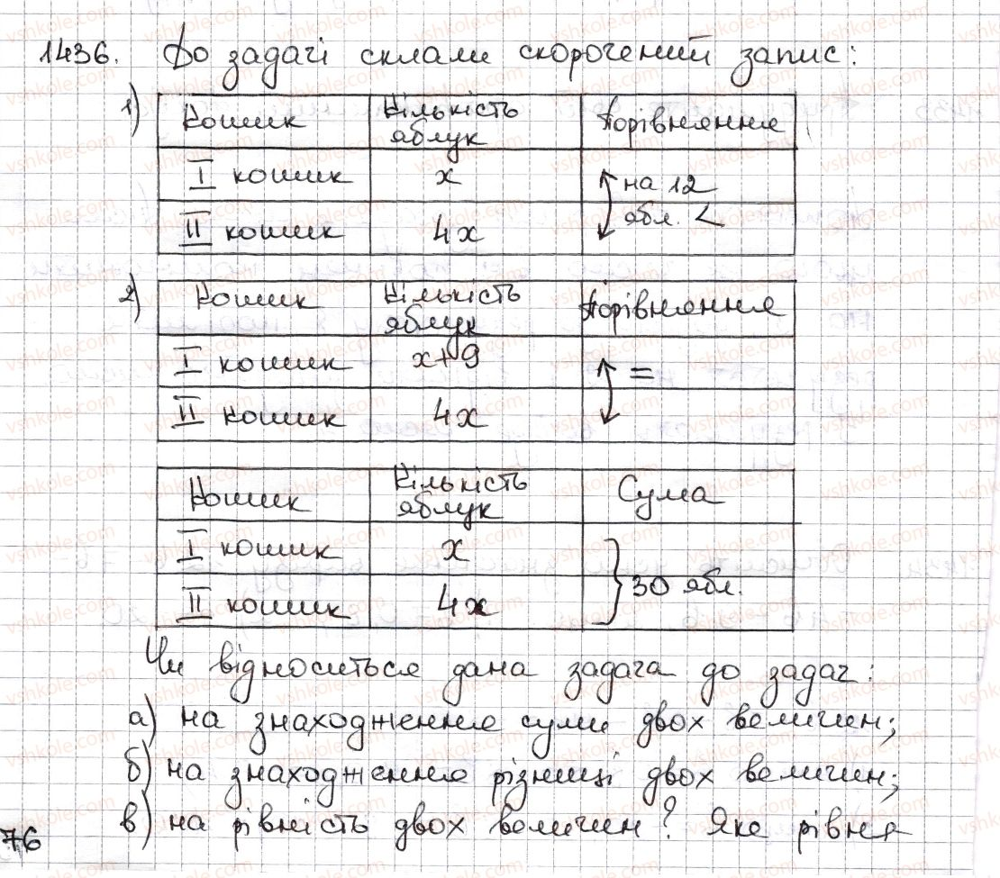 1436. До задачі склали скорочений запис:
1)
Кошик Кількість яблук Порівняння
I кошик x на 12
II кошик 4x ябл. <
2)
Кошик Кількість яблук Порівняння
I кошик x+9 =
II кошик 4x
Кошик Кількість яблук Сума
I кошик x
II кошик 4x } 30 ябл.
Чи відноситься дана задача до задач:
а) на знаходження суми двох величин;
б) на знаходження різниці двох величин;
в) на рівність двох величин? Яке рівня
76